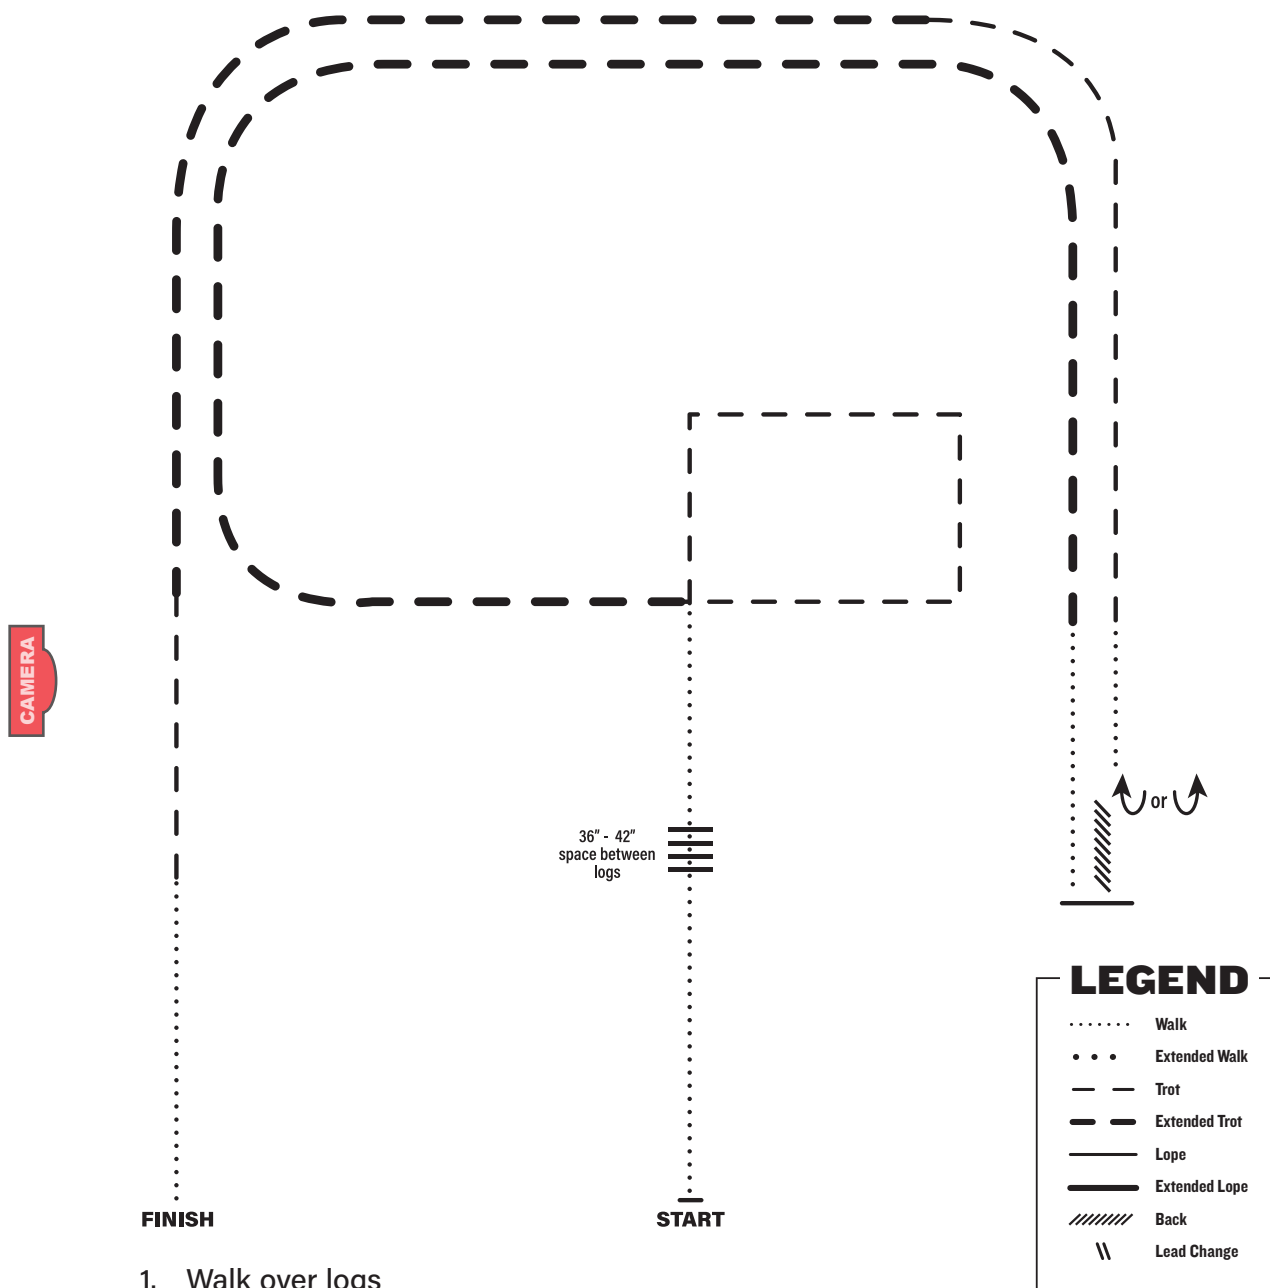 CAMERA
36" - 42"
space between
logs
or
LEGEND
Walk
Extended Walk
Trot
Extended Trot
Lope
Extended Lope
Back
Lead Change
FINISH
START
1. Walk over logs